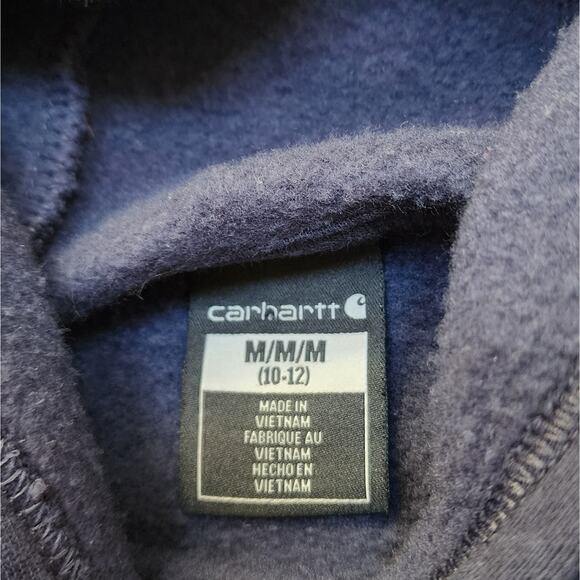 carhartt
M/M/M
(10-12)
MADE IN
VIETNAM
FABRIQUE AU
VIETNAM
HECHO EN
VIETNAM